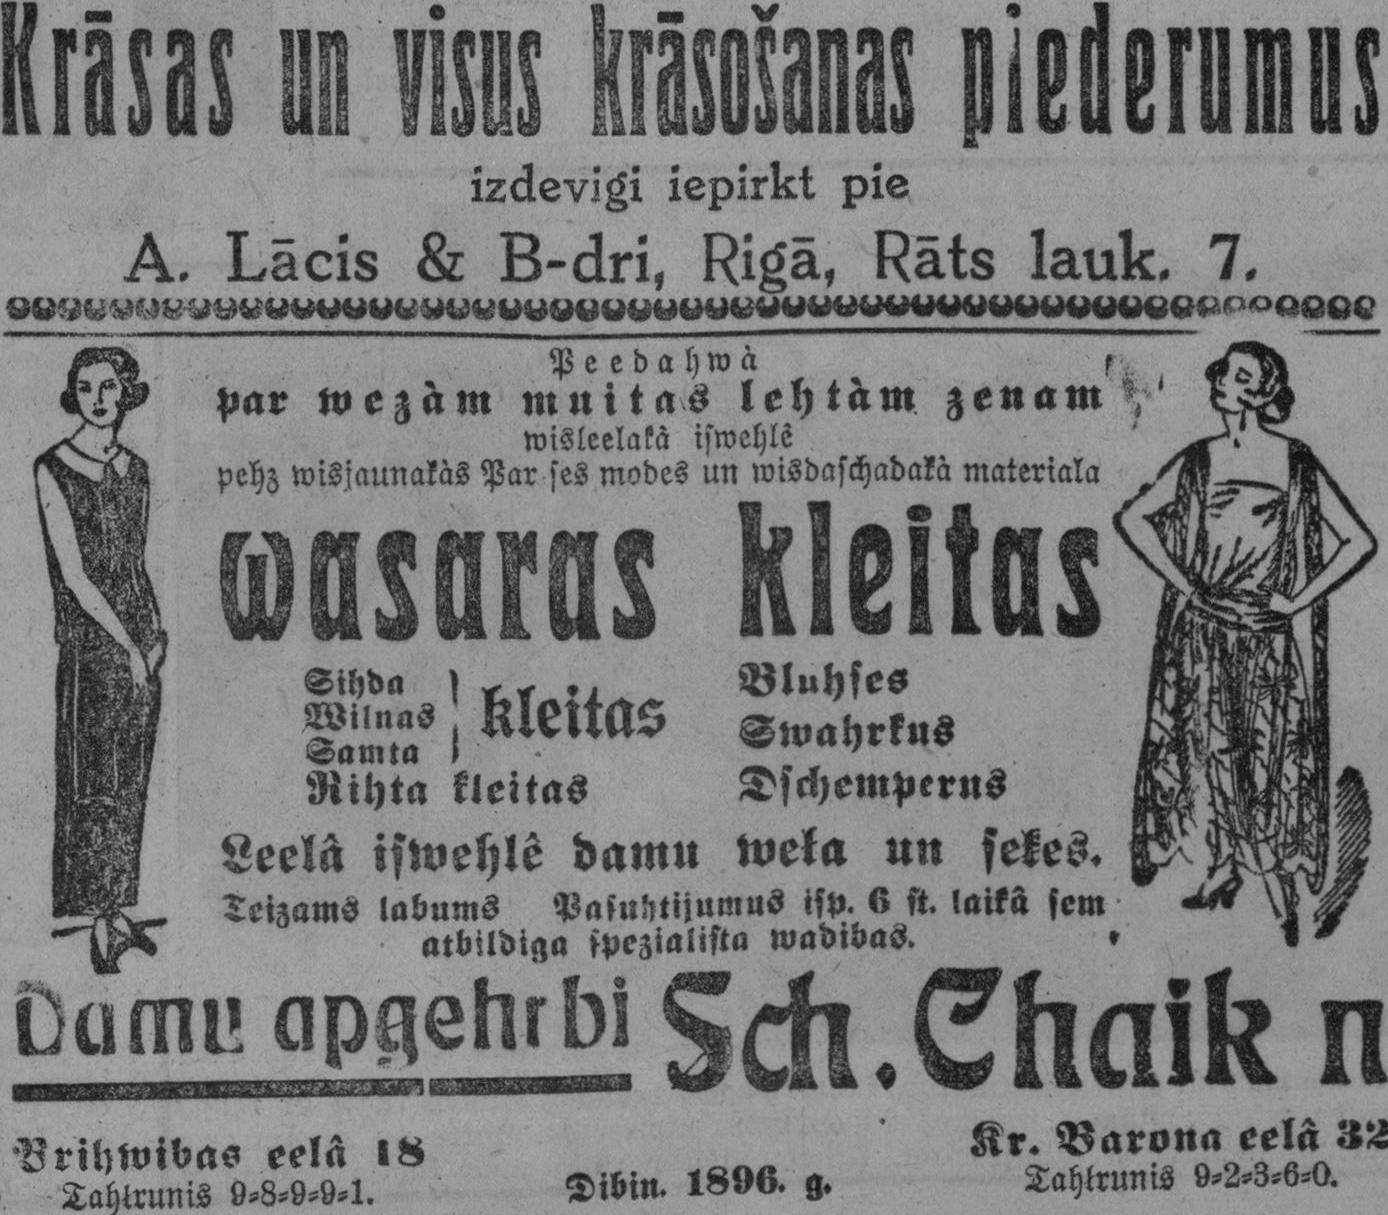 Krāsas un visus krāsošanas piederumus
izdevigi iepirkt pie
A. Lācis & B-dri, Rigā, Rāts lauk. 7.
Peedahwà
par wezàm muitas lehtàm zenam
wisleelakà iſwehlê
pehz wisjaunakàs Parſes modes un wisdaſchadakà materiala
wasaras kleitas
Sihda
Wilnas
Samta
kleitas
Rihta kleitas
Bluhſes
Swahrkus
Dſchemperus
Leelâ iſwehlê damu weļa un ſeķes.
Teizams labums Paſuhtijumus iſp. 6 ſt. laikâ ſem
atbildiga ſpezialiſta wadibas.
Damu apgehrbi Sch. Chaik n
Brihwibas eelâ 18
Tahlrunis 9-8-9-9-1.
Dibin. 1896. g.
Kr. Barona eelâ 32
Tahlrunis 9-2-3-6-0.